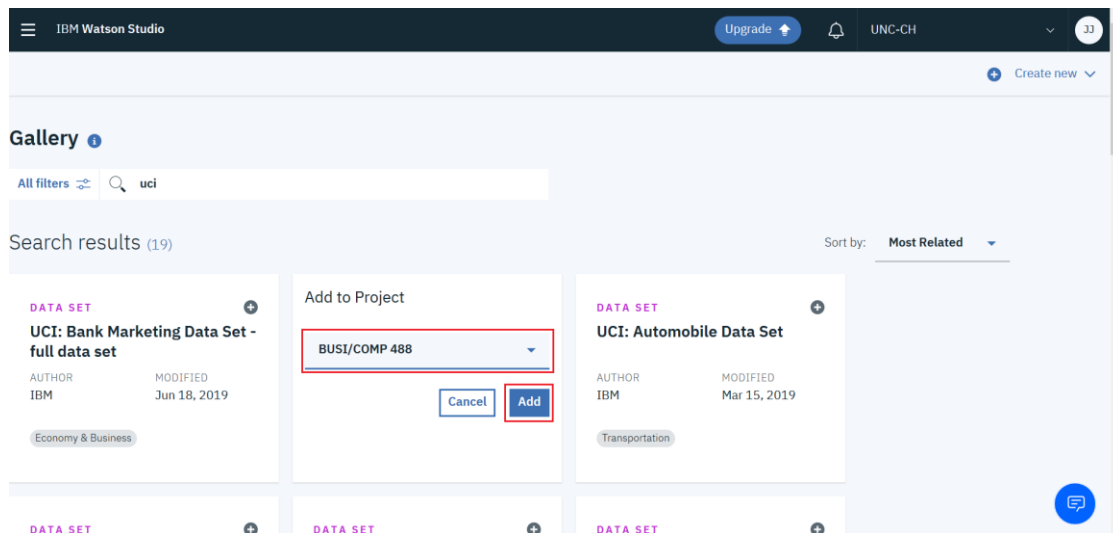 IBM Watson Studio
Upgrade
UNC-CH
JJ
Create new
Gallery
All filters
uci
Search results (19)
Sort by: Most Related
DATA SET
UCI: Bank Marketing Data Set -
full data set
AUTHOR MODIFIED
IBM Jun 18, 2019
Economy & Business
Add to Project
BUSI/COMP 488
Cancel Add
DATA SET
UCI: Automobile Data Set
AUTHOR MODIFIED
IBM Mar 15, 2019
Transportation
DATA SET
DATA SET
DATA SET